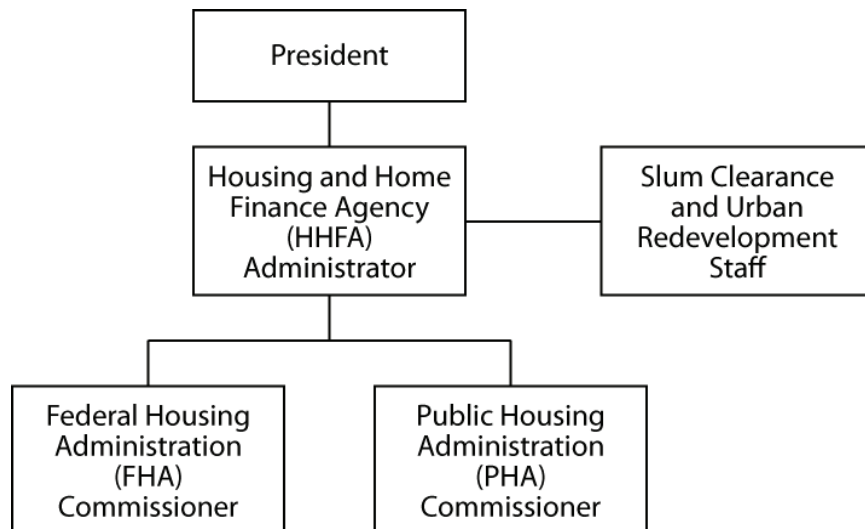 President
Housing and Home
Finance Agency
(HHFA)
Administrator
Slum Clearance
and Urban
Redevelopment
Staff
Federal Housing
Administration
(FHA)
Commissioner
Public Housing
Administration
(PHA)
Commissioner